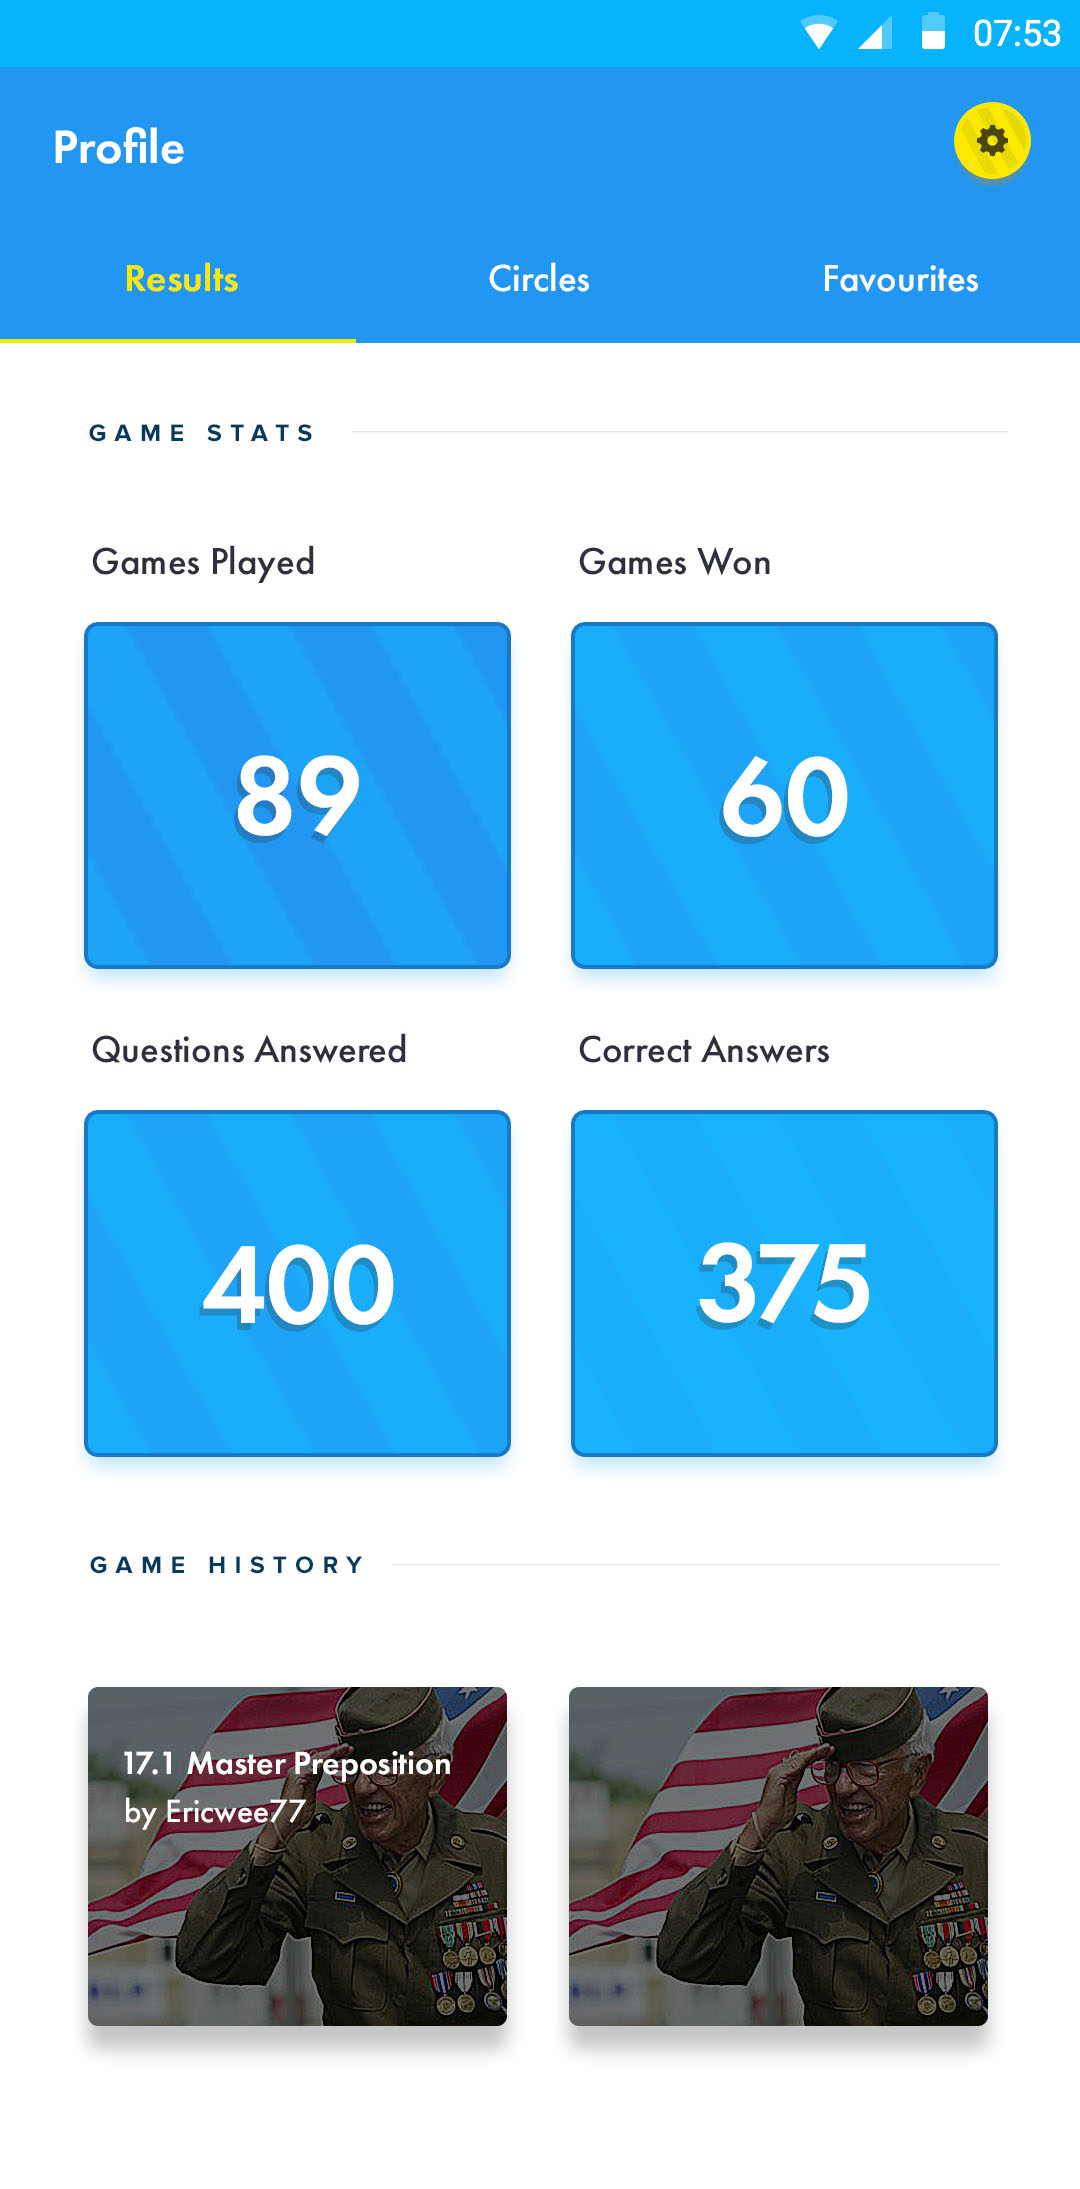 07:53
Profile
Results
Circles
Favourites
GAME STATS
Games Played
Games Won
89
60
Questions Answered
Correct Answers
400
375
GAME HISTORY
17.1 Master Preposition
by Ericwee77